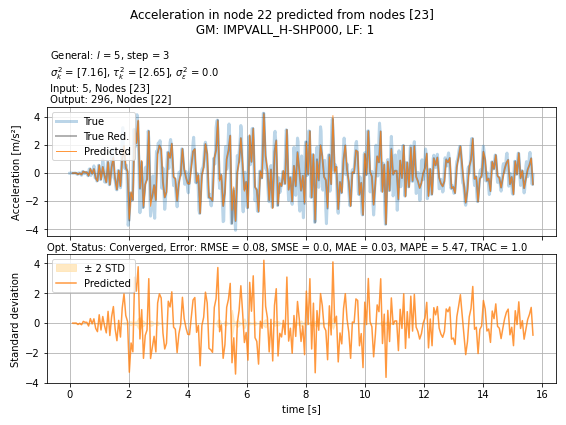 Acceleration in node 22 predicted from nodes [23]
GM: IMPVALL_H-SHP000, LF: 1
General: l = 5, step = 3
σ²ₖ = [7.16], τ²ₖ = [2.65], σ²ε = 0.0
Input: 5, Nodes [23]
Output: 296, Nodes [22]
True
True Red.
Predicted
Acceleration [m/s²]
4
2
0
−2
−4
Opt. Status: Converged, Error: RMSE = 0.08, SMSE = 0.0, MAE = 0.03, MAPE = 5.47, TRAC = 1.0
± 2 STD
Predicted
Standard deviation
4
2
0
−2
−4
0 2 4 6 8 10 12 14 16
time [s]